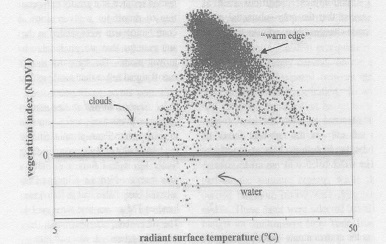 "warm edge"
clouds
vegetation index (NDVI)
0
water
5
50
radiant surface temperature (°C)